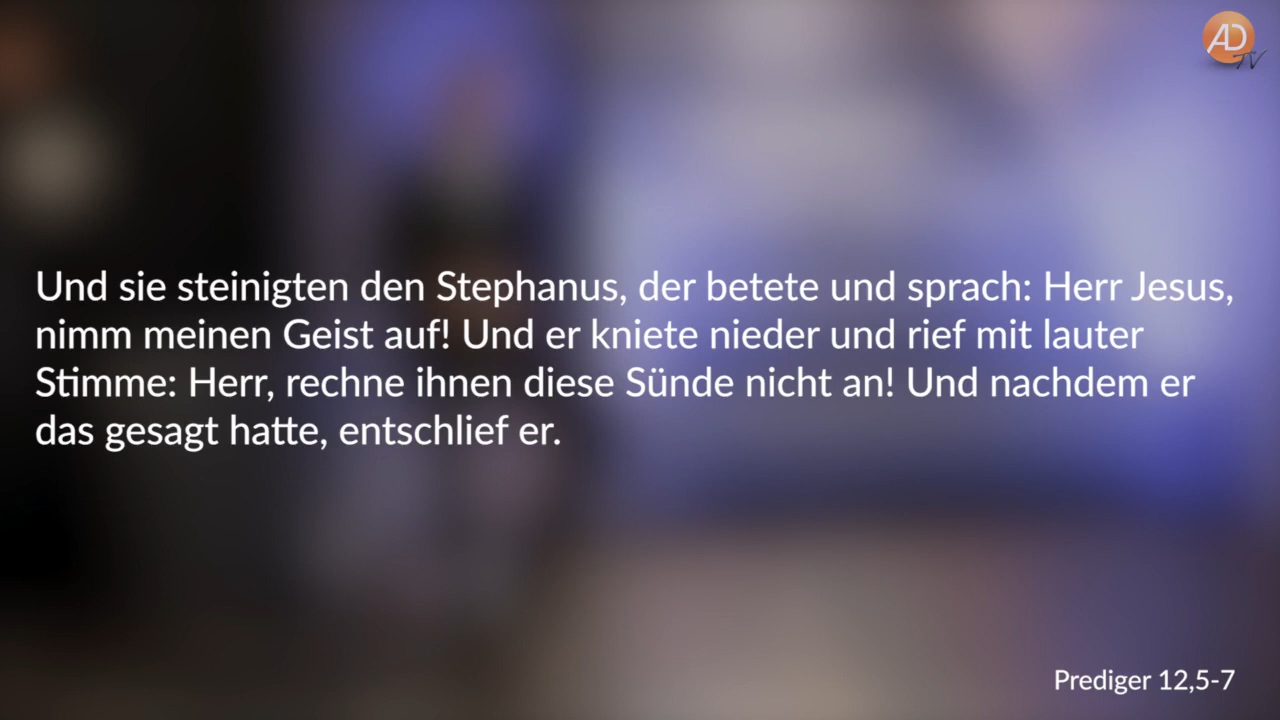 AD
TV
Und sie steinigten den Stephanus, der betete und sprach: Herr Jesus,
nimm meinen Geist auf! Und er kniete nieder und rief mit lauter
Stimme: Herr, rechne ihnen diese Sünde nicht an! Und nachdem er
das gesagt hatte, entschlief er.
Prediger 12,5-7